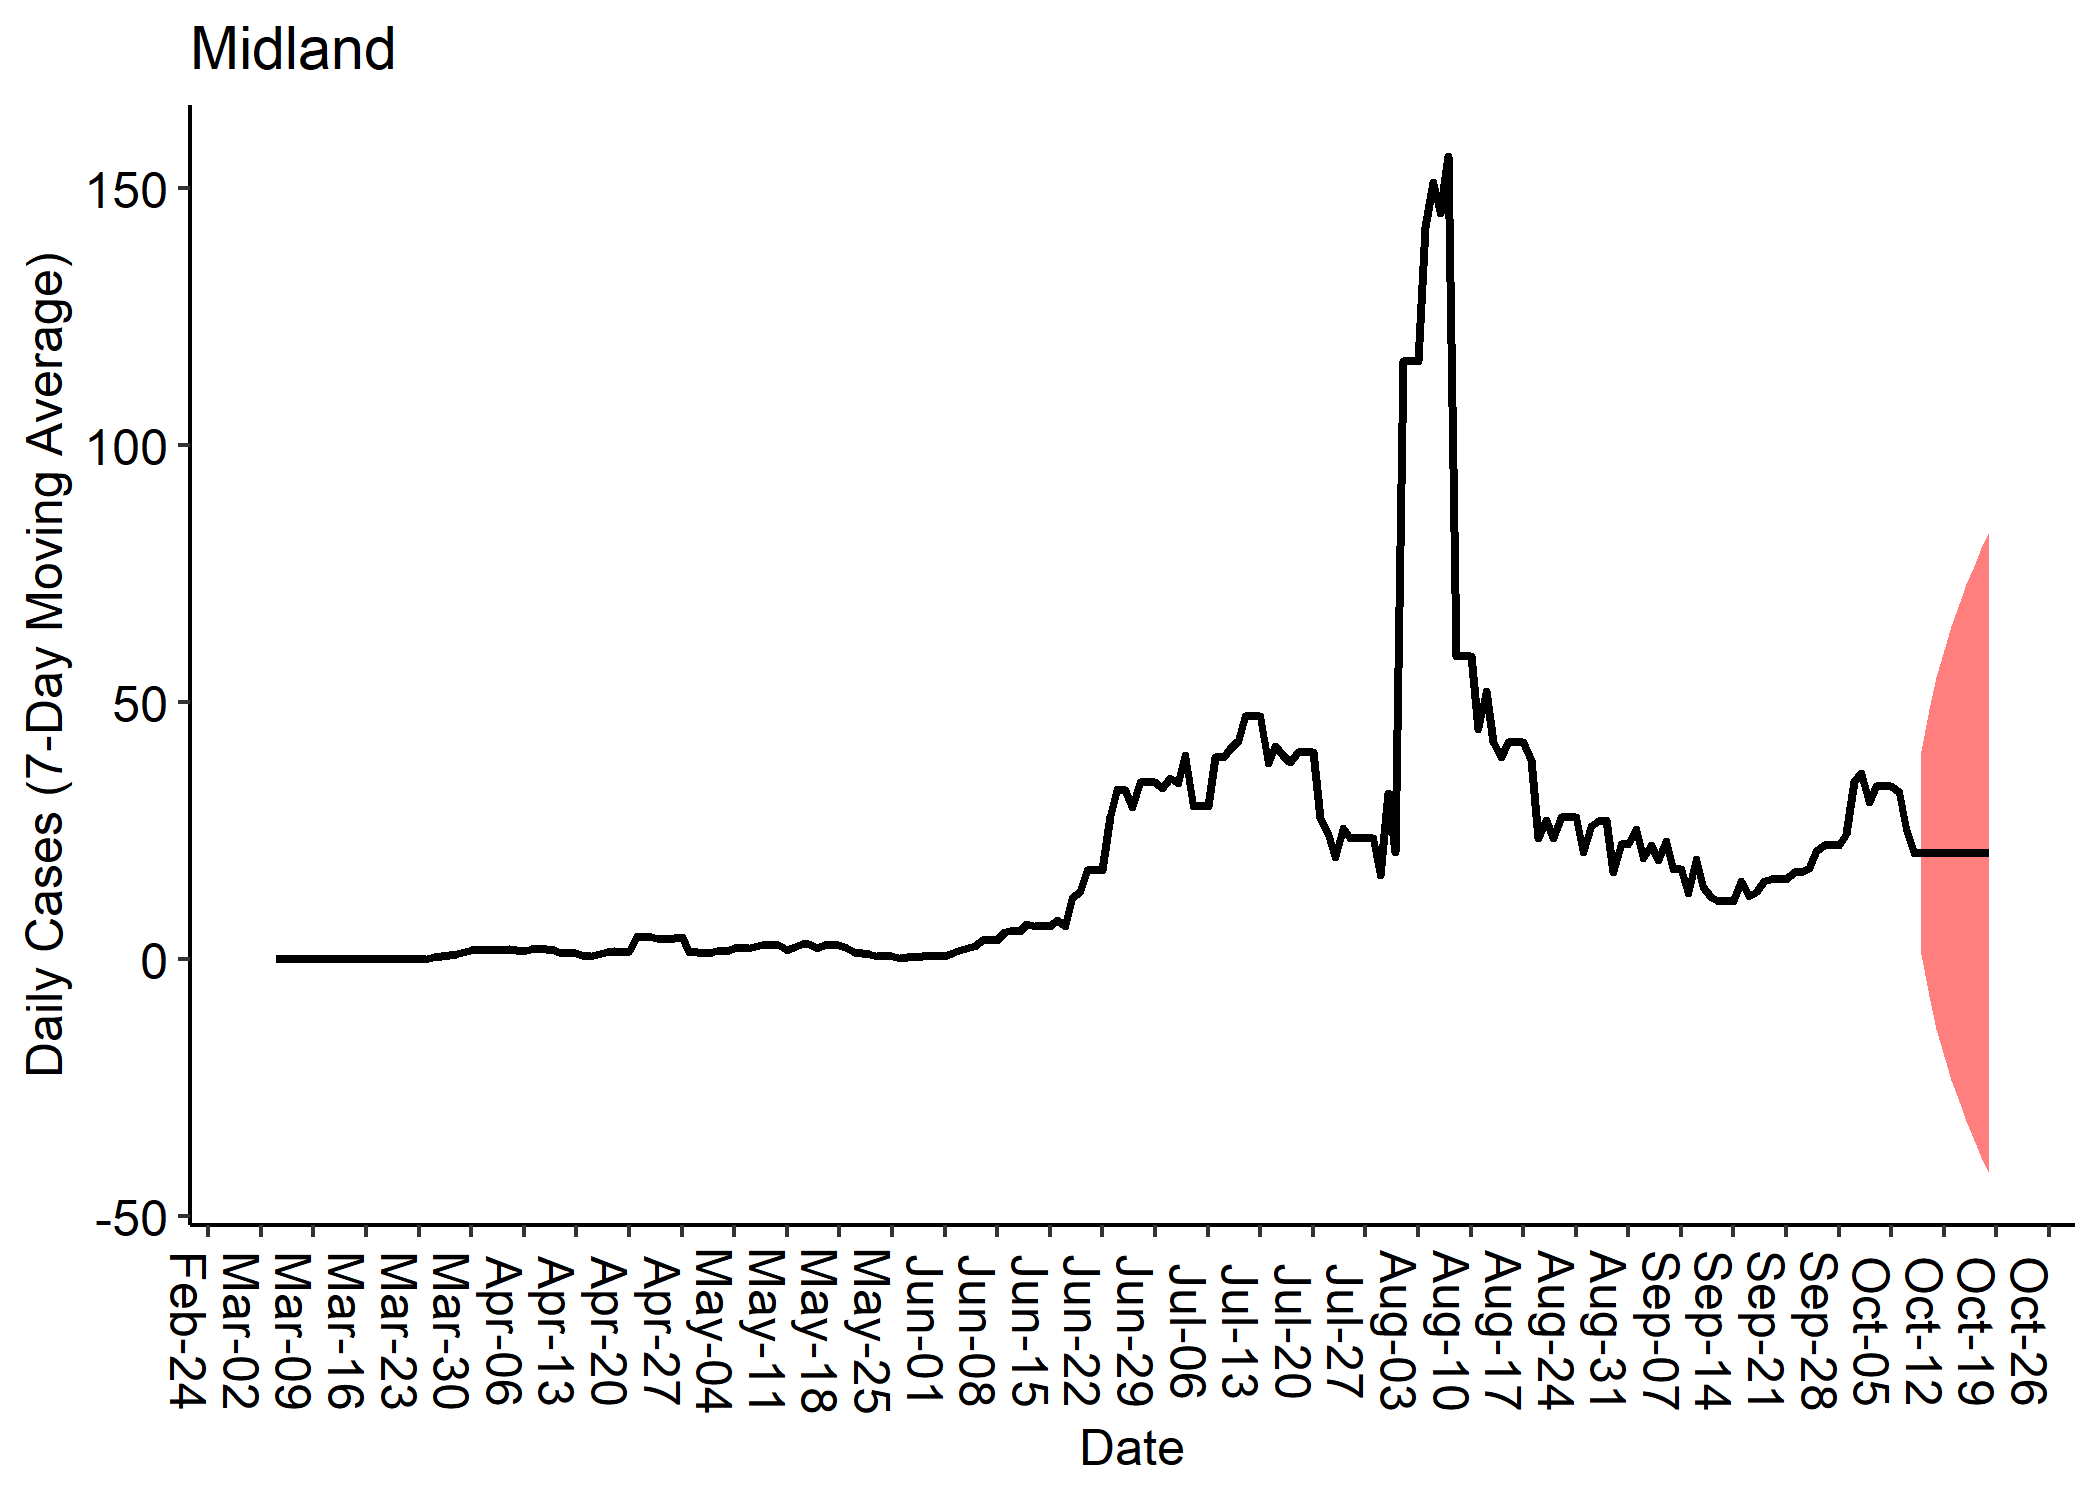 Midland
Daily Cases (7-Day Moving Average)
150
100
50
0
-50
Feb-24
Mar-02
Mar-09
Mar-16
Mar-23
Mar-30
Apr-06
Apr-13
Apr-20
Apr-27
May-04
May-11
May-18
May-25
Jun-01
Jun-08
Jun-15
Jun-22
Jun-29
Jul-06
Jul-13
Jul-20
Jul-27
Aug-03
Aug-10
Aug-17
Aug-24
Aug-31
Sep-07
Sep-14
Sep-21
Sep-28
Oct-05
Oct-12
Oct-19
Oct-26
Date